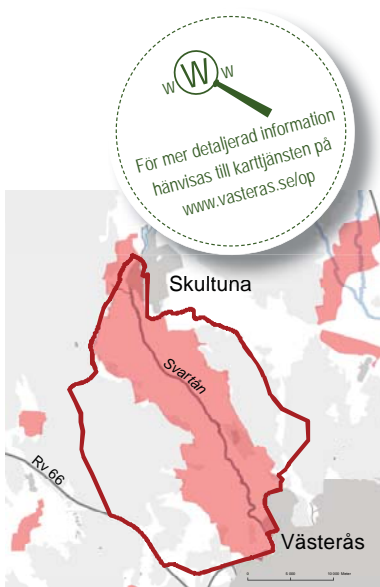 W W W
För mer detaljerad information
hänvisas till karttjänsten på
www.vasteras.se/op
Skultuna
Svartån
Rv 66
Västerås